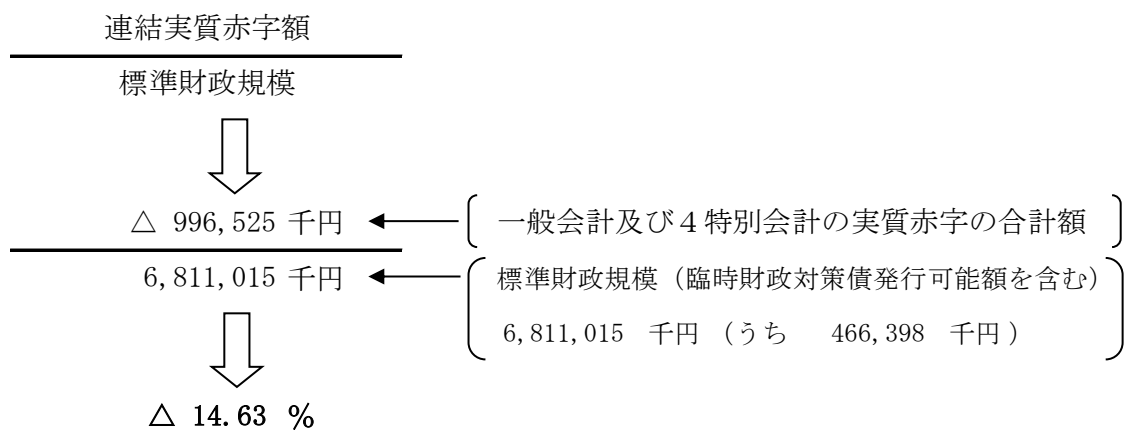 連結実質赤字額
標準財政規模
△ 996,525 千円
一般会計及び４特別会計の実質赤字の合計額
6,811,015 千円
標準財政規模（臨時財政対策債発行可能額を含む）
6,811,015 千円 （うち 466,398 千円）
△ 14.63 ％